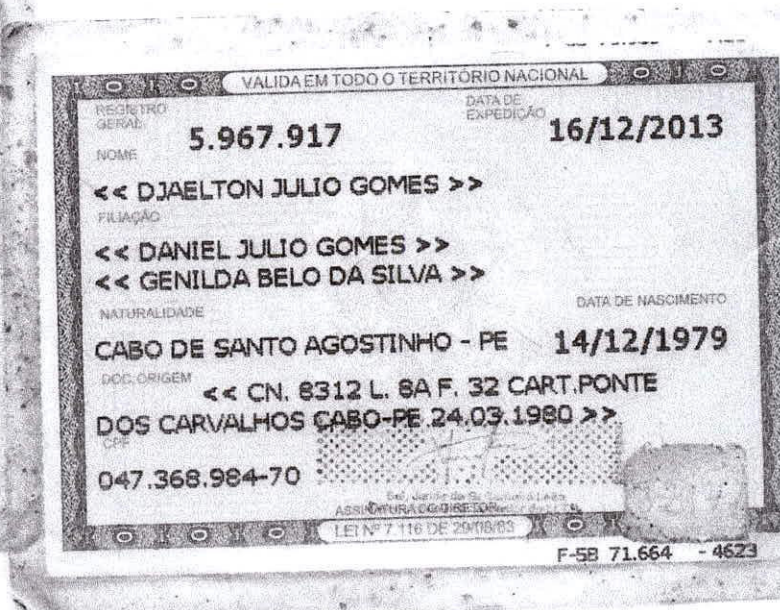 VALIDA EM TODO O TERRITÓRIO NACIONAL
REGISTRO GERAL 5.967.917 DATA DE EXPEDIÇÃO 16/12/2013
NOME
<< DJAELTON JULIO GOMES >>
FILIAÇÃO
<< DANIEL JULIO GOMES >>
<< GENILDA BELO DA SILVA >>
NATURALIDADE DATA DE NASCIMENTO
CABO DE SANTO AGOSTINHO - PE 14/12/1979
DOC. ORIGEM << CN. 8312 L. 8A F. 32 CART.PONTE
DOS CARVALHOS CABO-PE 24.03.1980 >>
CPF
047.368.984-70
ASSINATURA DO DIRETOR
LEI Nº 7.116 DE 29/08/83
F-5B 71.664 - 4623